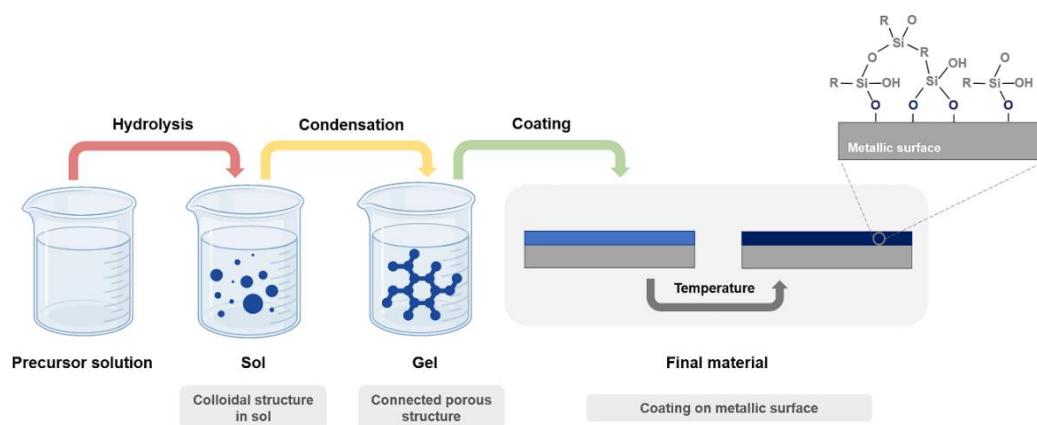 R
O
Si
O
R
OH
Si
O
R
Si
OH
R
Si
OH
O
O
O
O
Metallic surface
Hydrolysis
Condensation
Coating
Temperature
Precursor solution
Sol
Gel
Final material
Colloidal structure
in sol
Connected porous
structure
Coating on metallic surface